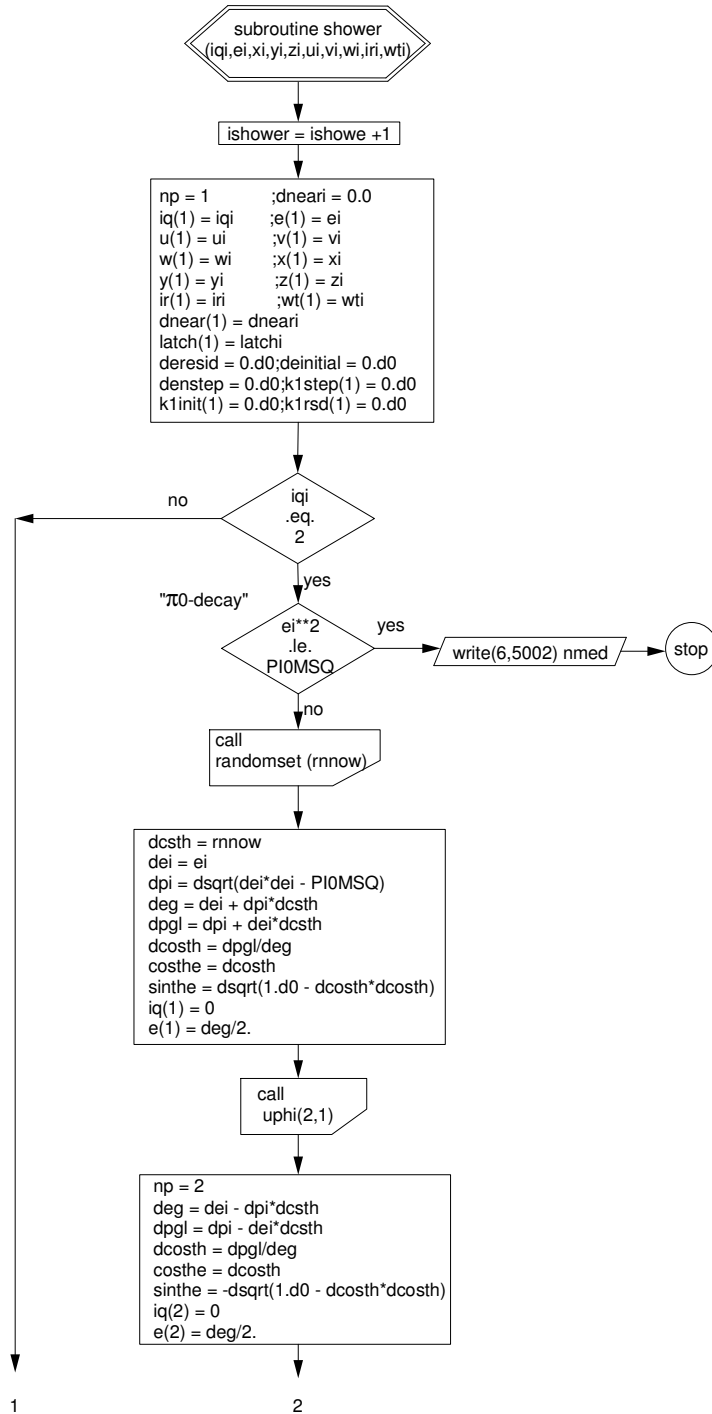 subroutine shower
(iqi,ei,xi,yi,zi,ui,vi,wi,iri,wti)
ishower = ishowe +1
np = 1 ;dneari = 0.0
iq(1) = iqi ;e(1) = ei
u(1) = ui ;v(1) = vi
w(1) = wi ;x(1) = xi
y(1) = yi ;z(1) = zi
ir(1) = iri ;wt(1) = wti
dnear(1) = dneari
latch(1) = latchi
deresid = 0.d0;deinitial = 0.d0
denstep = 0.d0;k1step(1) = 0.d0
k1init(1) = 0.d0;k1rsd(1) = 0.d0
no
iqi
.eq.
2
yes
"π0-decay"
ei**2
.le.
PI0MSQ
yes
write(6,5002) nmed
stop
no
call
randomset (rnnow)
dcsth = rnnow
dei = ei
dpi = dsqrt(dei*dei - PI0MSQ)
deg = dei + dpi*dcsth
dpgl = dpi + dei*dcsth
dcosth = dpgl/deg
costhe = dcosth
sinthe = dsqrt(1.d0 - dcosth*dcosth)
iq(1) = 0
e(1) = deg/2.
call
uphi(2,1)
np = 2
deg = dei - dpi*dcsth
dpgl = dpi - dei*dcsth
dcosth = dpgl/deg
costhe = dcosth
sinthe = -dsqrt(1.d0 - dcosth*dcosth)
iq(2) = 0
e(2) = deg/2.
1 2